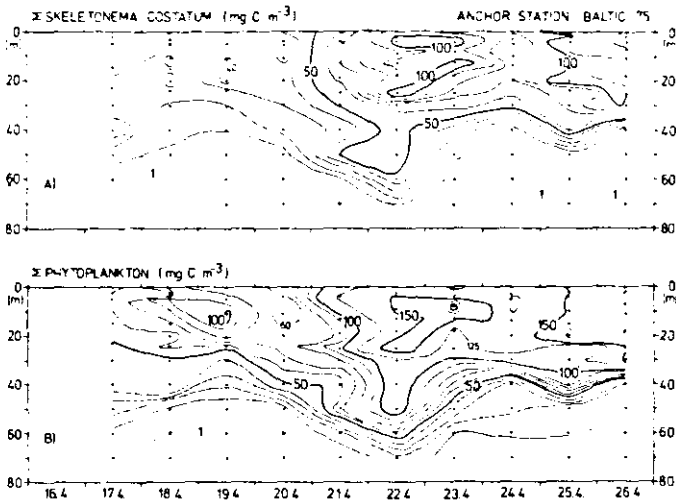 Σ SKELETONEMA COSTATUM (mg C m⁻³) ANCHOR STATION BALTIC 75
0 0
(m) (m)
20 20
40 40
60 60
80 80
50 100 100 50 100
A) 1 1 1
Σ PHYTOPLANKTON (mg C m⁻³)
0 0
(m) (m)
20 20
40 40
60 60
80 80
100 60 100 150 125 150
50 50 100
B) 1
16.4. 17.4. 18.4. 19.4. 20.4. 21.4. 22.4. 23.4. 24.4. 25.4. 26.4.